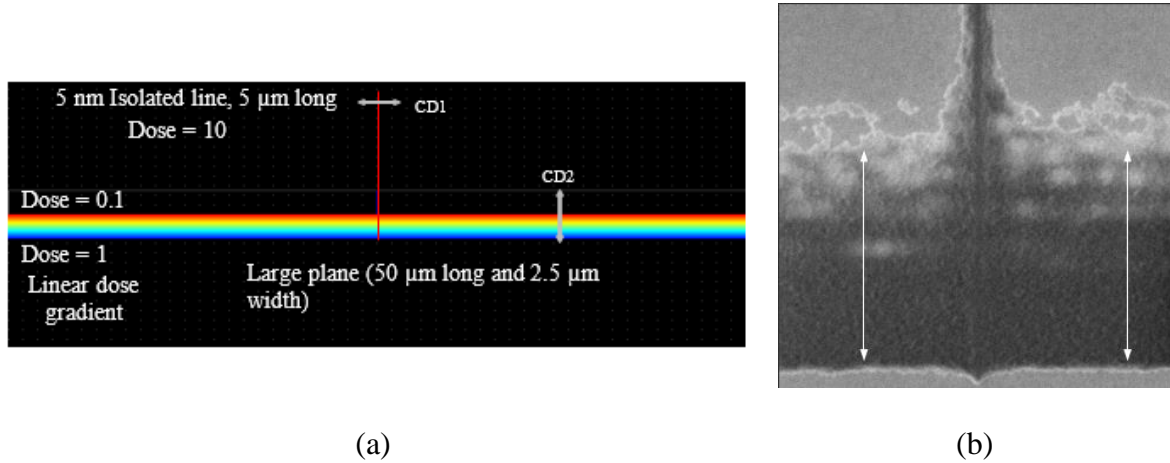 5 nm Isolated line, 5 µm long
CD1
Dose = 10
CD2
Dose = 0.1
Dose = 1
Linear dose
gradient
Large plane (50 µm long and 2.5 µm
width)
(a)
(b)